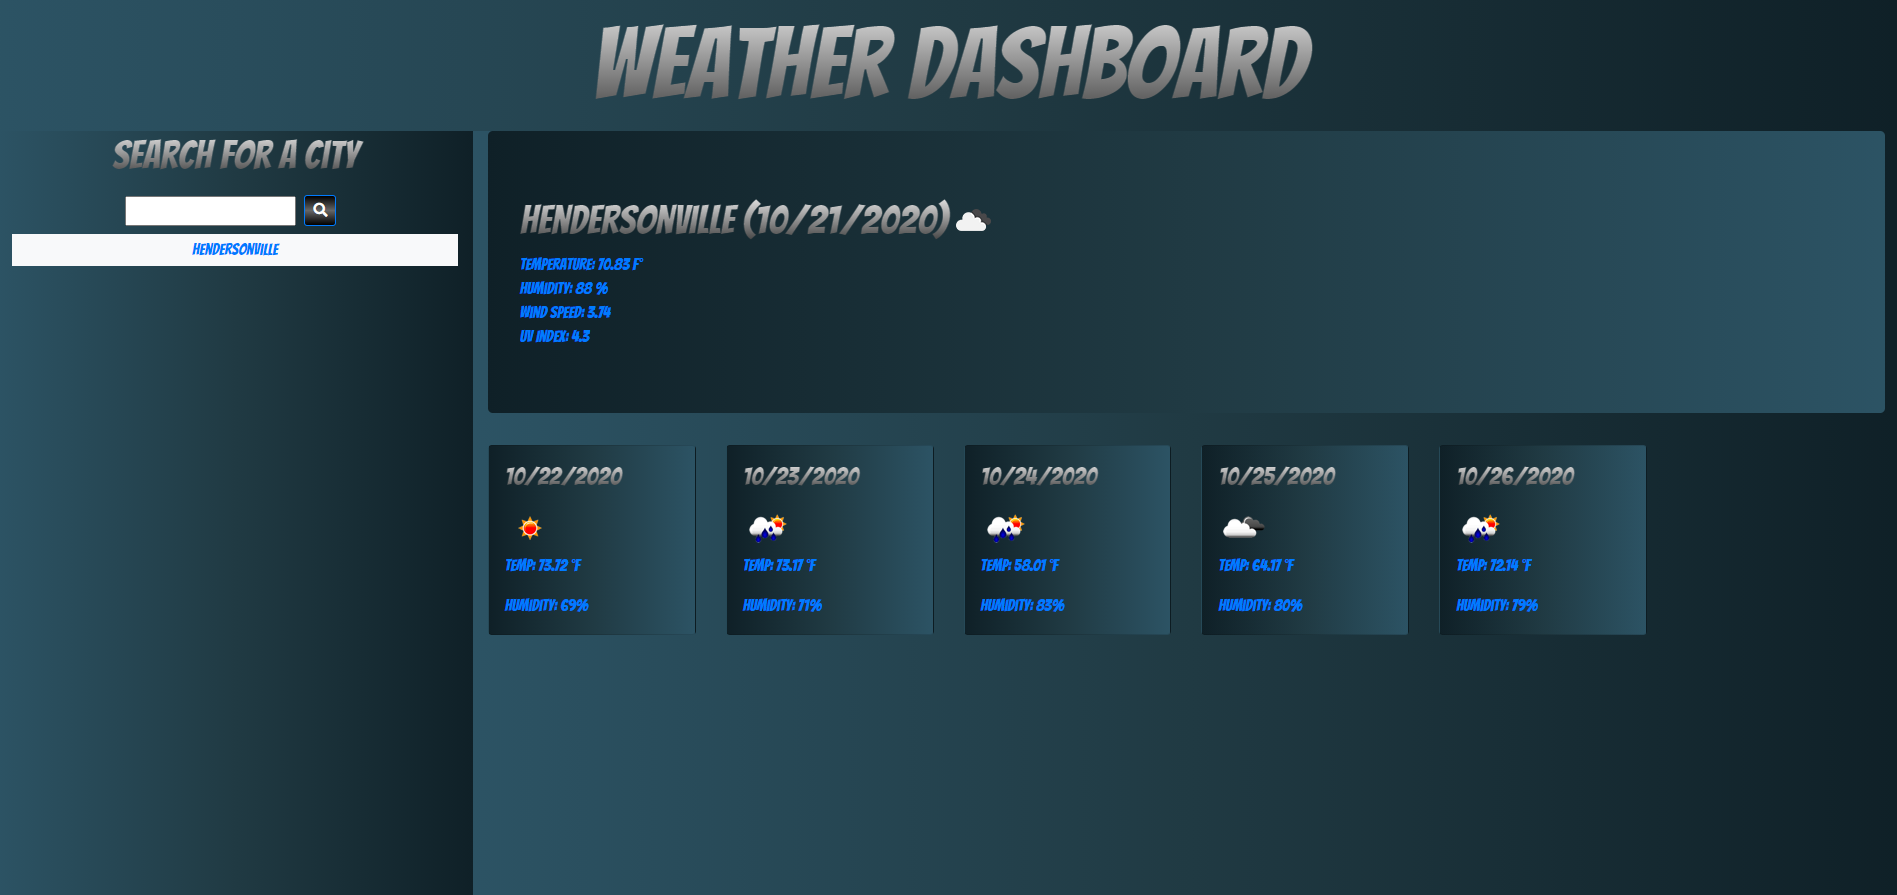 WEATHER DASHBOARD
SEARCH FOR A CITY
HENDERSONVILLE
HENDERSONVILLE (10/21/2020)
TEMPERATURE: 70.83 F°
HUMIDITY: 88 %
WIND SPEED: 3.74
UV INDEX: 4.3
10/22/2020
TEMP: 73.72 °F
HUMIDITY: 69%
10/23/2020
TEMP: 73.17 °F
HUMIDITY: 71%
10/24/2020
TEMP: 58.01 °F
HUMIDITY: 83%
10/25/2020
TEMP: 64.17 °F
HUMIDITY: 80%
10/26/2020
TEMP: 72.14 °F
HUMIDITY: 79%